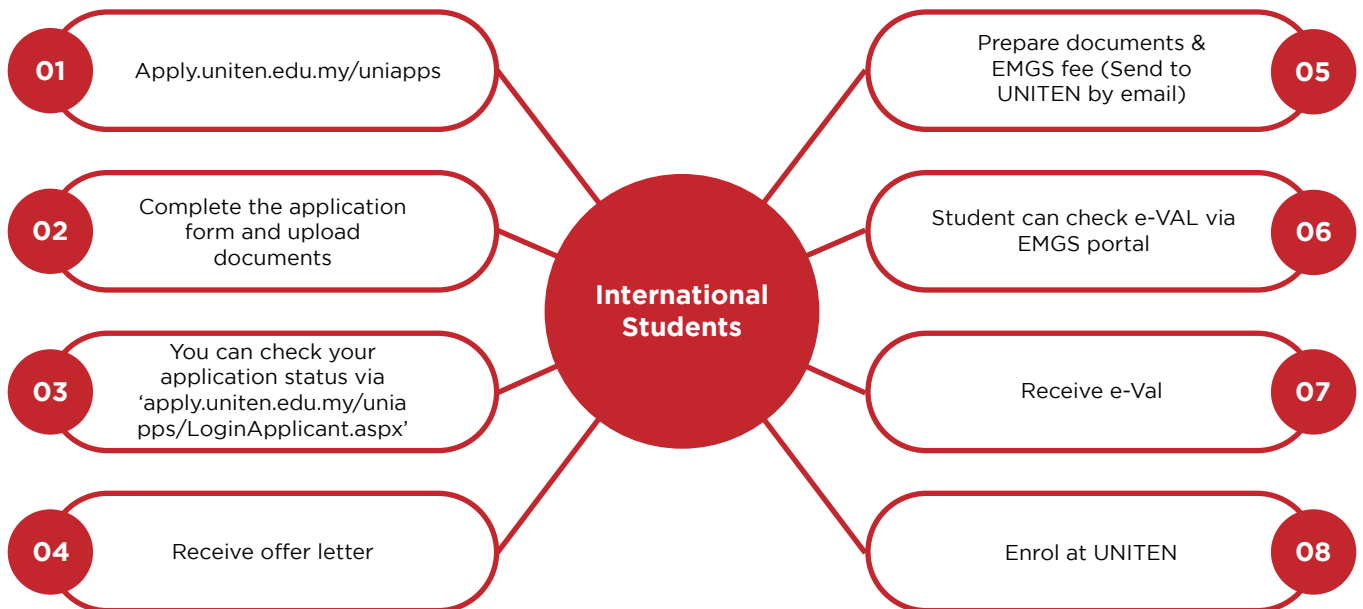 01
Apply.uniten.edu.my/uniapps
02
Complete the application
form and upload
documents
03
You can check your
application status via
‘apply.uniten.edu.my/unia
pps/LoginApplicant.aspx’
04
Receive offer letter
International
Students
Prepare documents &
EMGS fee (Send to
UNITEN by email)
05
Student can check e-VAL via
EMGS portal
06
Receive e-Val
07
Enrol at UNITEN
08